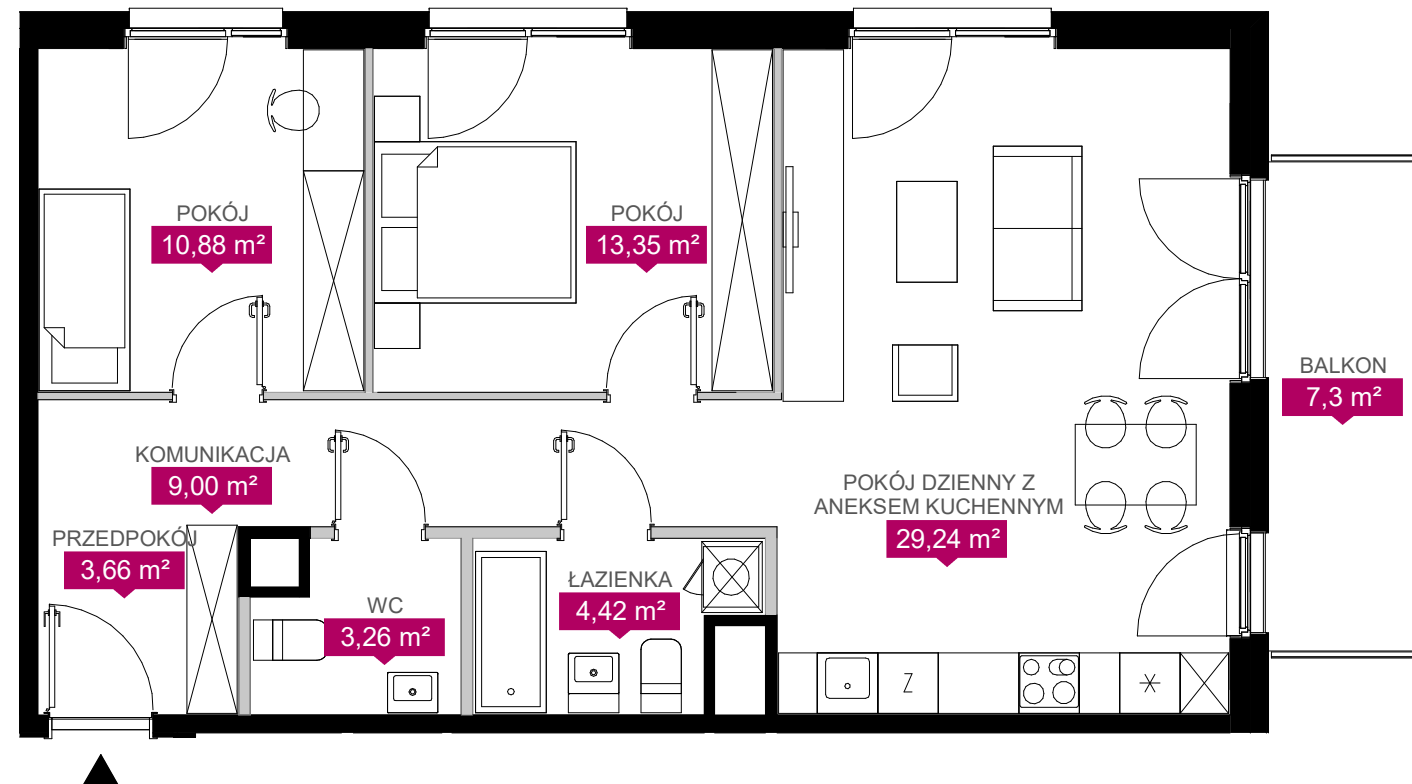 POKÓJ
10,88 m²
POKÓJ
13,35 m²
BALKON
7,3 m²
KOMUNIKACJA
9,00 m²
POKÓJ DZIENNY Z
ANEKSEM KUCHENNYM
29,24 m²
PRZEDPOKÓJ
3,66 m²
ŁAZIENKA
4,42 m²
WC
3,26 m²
Z